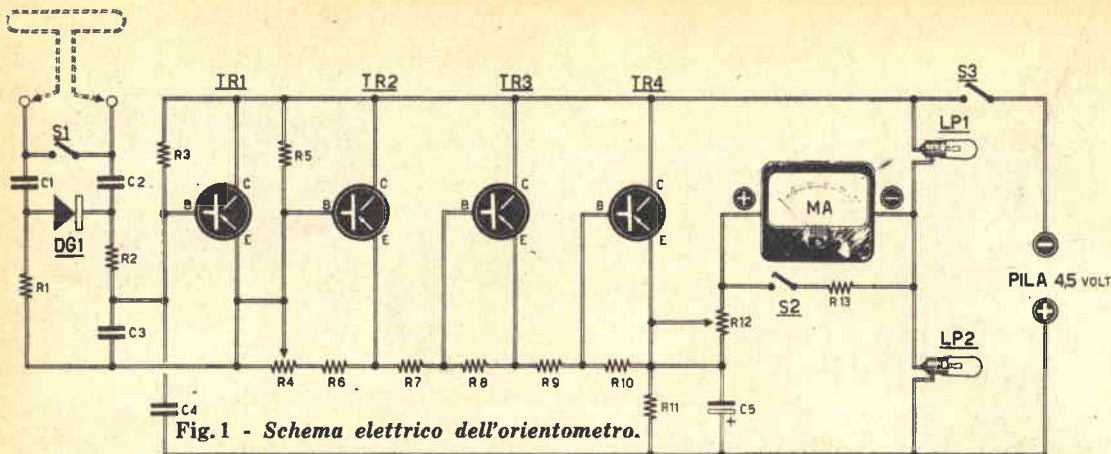 TR1 TR2 TR3 TR4 S3
S1 LP1
C1 C2 R3 R5
C C C C
B B B B MA
+ -
DG1 E E E E
R2 PILA 4,5 VOLT
R1 S2 R13
C3 R12
LP2
R4 R6 R7 R8 R9 R10
C4 R11 C5
+
Fig. 1 - Schema elettrico dell'orientometro.